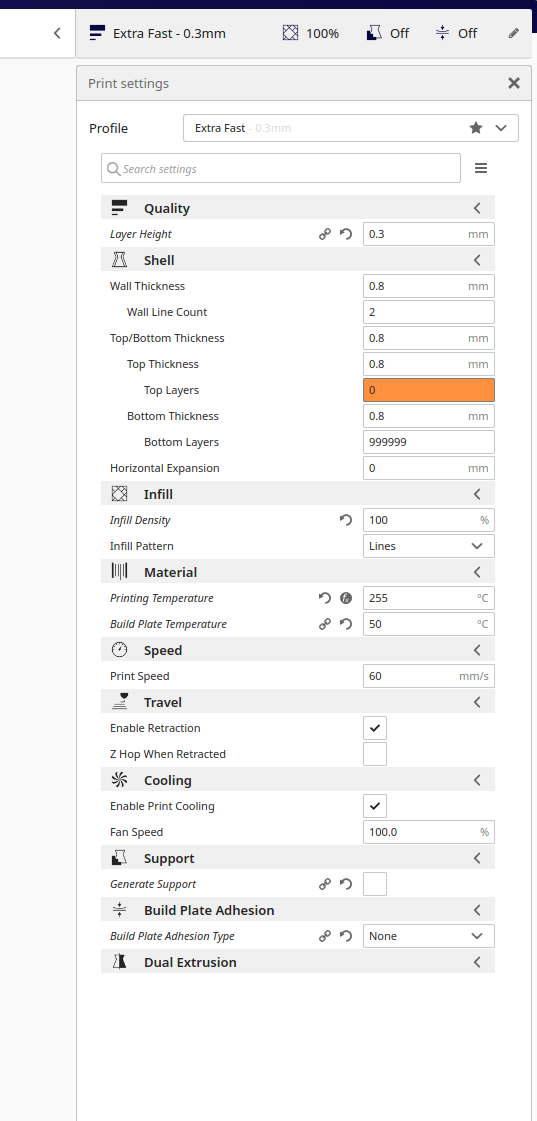 Extra Fast - 0.3mm 100% Off Off
Print settings
Profile Extra Fast - 0.3mm
Search settings
Quality
Layer Height 0.3 mm
Shell
Wall Thickness 0.8 mm
Wall Line Count 2
Top/Bottom Thickness 0.8 mm
Top Thickness 0.8 mm
Top Layers 0
Bottom Thickness 0.8 mm
Bottom Layers 999999
Horizontal Expansion 0 mm
Infill
Infill Density 100 %
Infill Pattern Lines
Material
Printing Temperature 255 °C
Build Plate Temperature 50 °C
Speed
Print Speed 60 mm/s
Travel
Enable Retraction
Z Hop When Retracted
Cooling
Enable Print Cooling
Fan Speed 100.0 %
Support
Generate Support
Build Plate Adhesion
Build Plate Adhesion Type None
Dual Extrusion